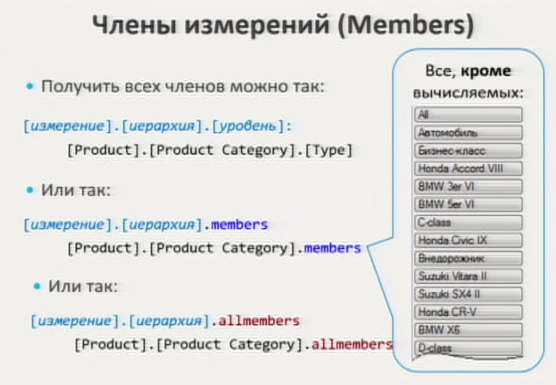 Члены измерений (Members)
• Получить всех членов можно так:
[измерение].[иерархия].[уровень]:
[Product].[Product Category].[Type]
• Или так:
[измерение].[иерархия].members
[Product].[Product Category].members
• Или так:
[измерение].[иерархия].allmembers
[Product].[Product Category].allmembers
Все, кроме
вычисляемых:
All
Автомобиль
Бизнес-класс
Honda Accord VIII
BMW 3er VI
BMW 5er VI
C-class
Honda Civic IX
Внедорожник
Suzuki Vitara II
Suzuki SX4 II
Honda CR-V
BMW X6
D-class